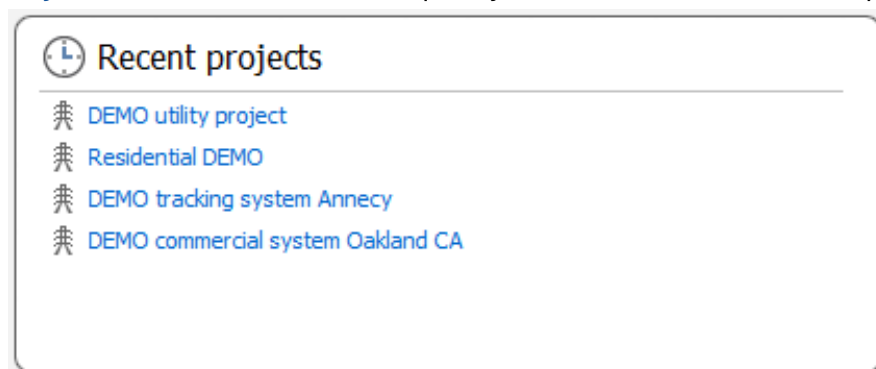 Recent projects
DEMO utility project
Residential DEMO
DEMO tracking system Annecy
DEMO commercial system Oakland CA